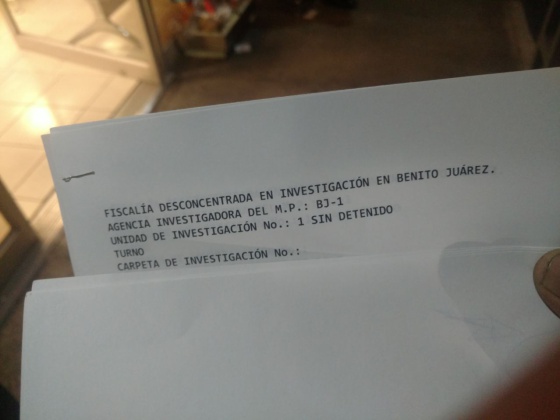 FISCALÍA DESCONCENTRADA EN INVESTIGACIÓN EN BENITO JUÁREZ.
AGENCIA INVESTIGADORA DEL M.P.: BJ-1
UNIDAD DE INVESTIGACIÓN No.: 1 SIN DETENIDO
TURNO
CARPETA DE INVESTIGACIÓN No.: